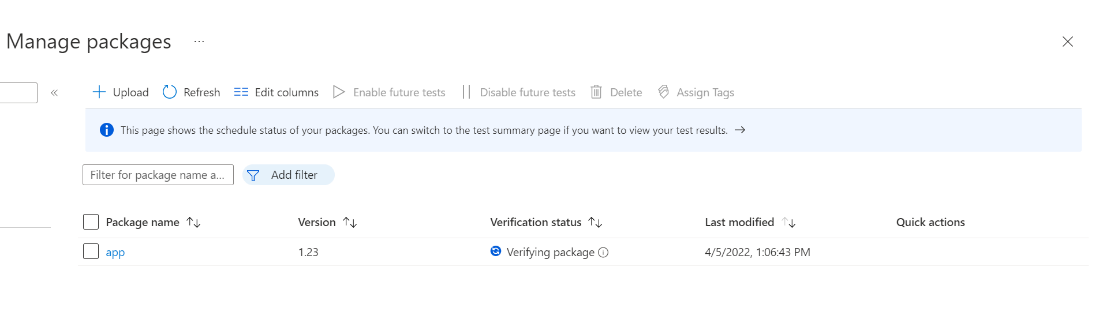 Manage packages ...
« Upload Refresh Edit columns Enable future tests Disable future tests Delete Assign Tags
This page shows the schedule status of your packages. You can switch to the test summary page if you want to view your test results. →
Filter for package name a... Add filter
Package name ↑↓ Version ↑↓ Verification status ↑↓ Last modified ↑↓ Quick actions
app 1.23 Verifying package 4/5/2022, 1:06:43 PM